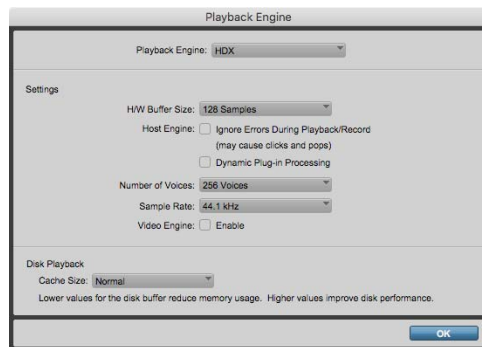 Playback Engine
Playback Engine: HDX
Settings
H/W Buffer Size: 128 Samples
Host Engine: Ignore Errors During Playback/Record
(may cause clicks and pops)
Dynamic Plug-in Processing
Number of Voices: 256 Voices
Sample Rate: 44.1 kHz
Video Engine: Enable
Disk Playback
Cache Size: Normal
Lower values for the disk buffer reduce memory usage. Higher values improve disk performance.
OK